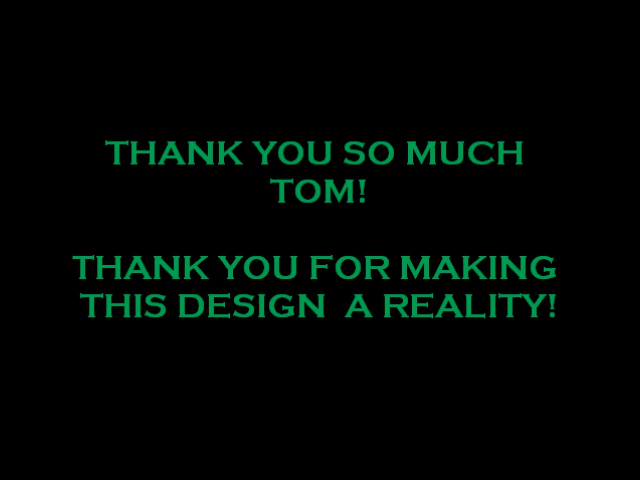 THANK YOU SO MUCH
TOM!
THANK YOU FOR MAKING
THIS DESIGN  A REALITY!